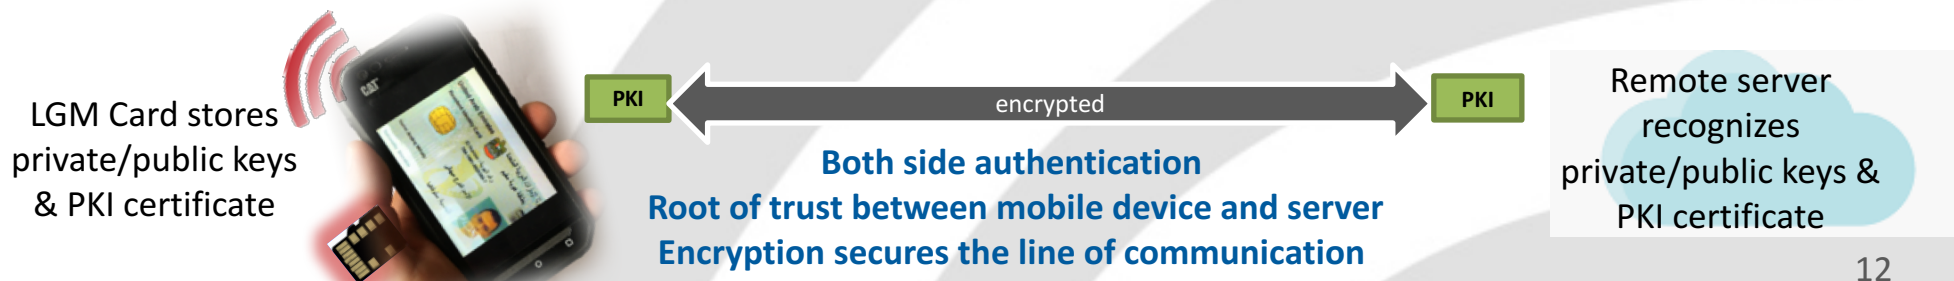 LGM Card stores
private/public keys
& PKI certificate
CAT
PKI
encrypted
PKI
Both side authentication
Root of trust between mobile device and server
Encryption secures the line of communication
Remote server
recognizes
private/public keys &
PKI certificate
12